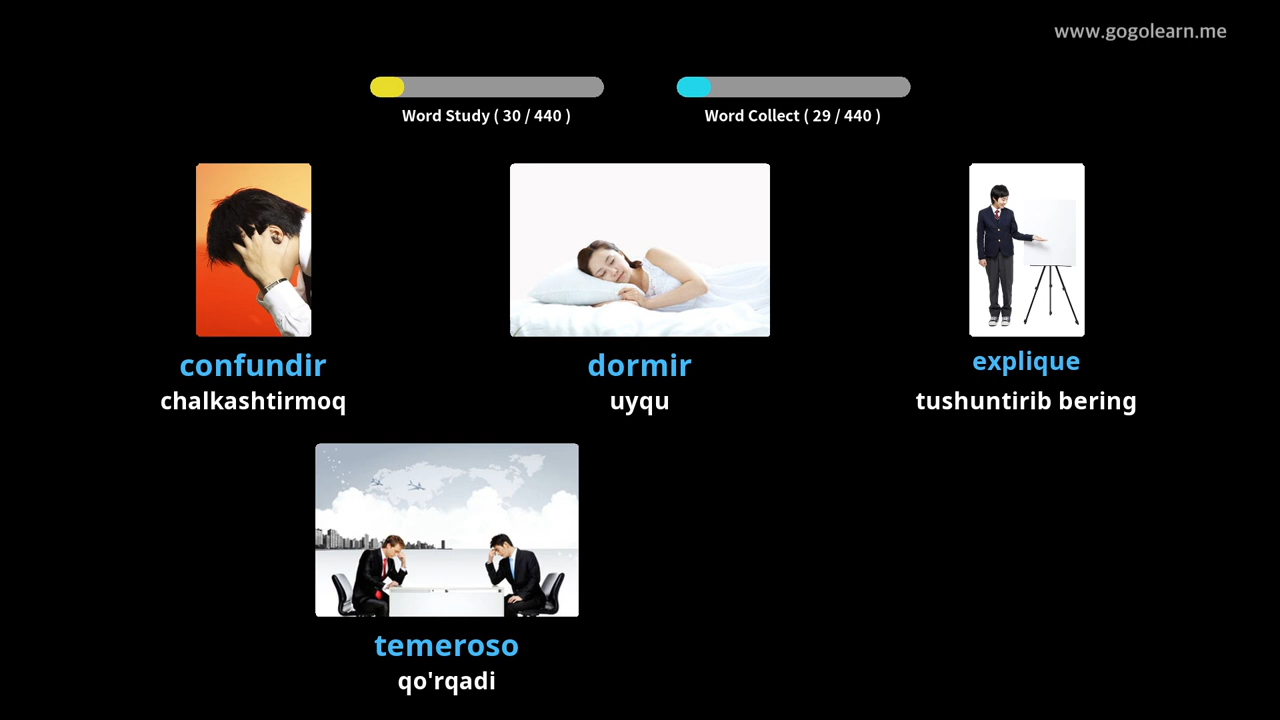 www.gogolearn.me
Word Study ( 30 / 440 )
Word Collect ( 29 / 440 )
confundir
chalkashtirmoq
dormir
uyqu
explique
tushuntirib bering
temeroso
qo'rqadi